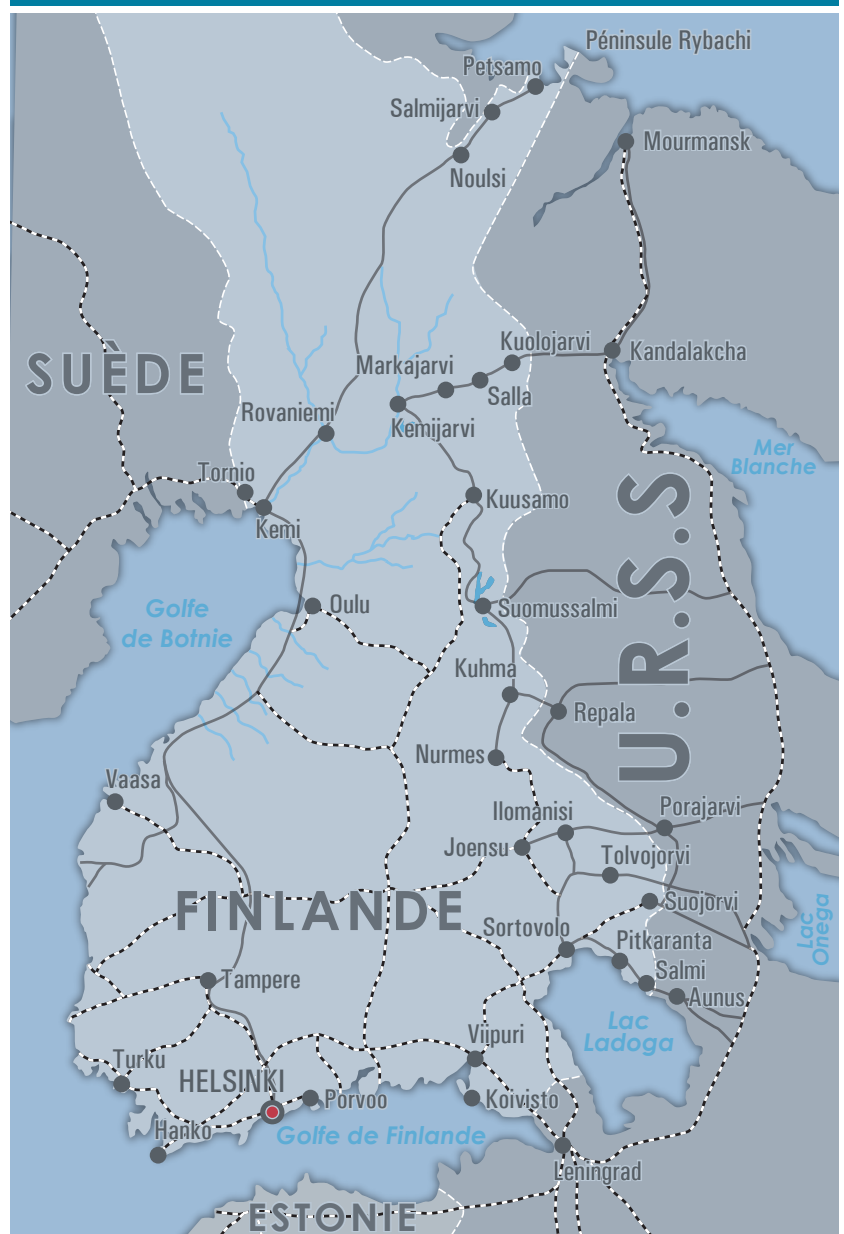 Péninsule Rybachi
Petsamo
Salmijarvi
Mourmansk
Noulsi
Kuolojarvi
Kandalakcha
Markajarvi
SUÈDE
Salla
Rovaniemi
Kemijarvi
Mer
Blanche
Tornio
Kuusamo
Kemi
U.R.S.S
Golfe
de Botnie
Oulu
Suomussalmi
Kuhma
Repala
Nurmes
Vaasa
Ilomanisi
Porajarvi
Joensu
Tolvojorvi
FINLANDE
Suojorvi
Sortovolo
Pitkaranta
Lac
Onega
Salmi
Tampere
Aunus
Lac
Ladoga
Viipuri
Turku
HELSINKI
Porvoo
Koivisto
Hanko
Golfe de Finlande
Leningrad
ESTONIE